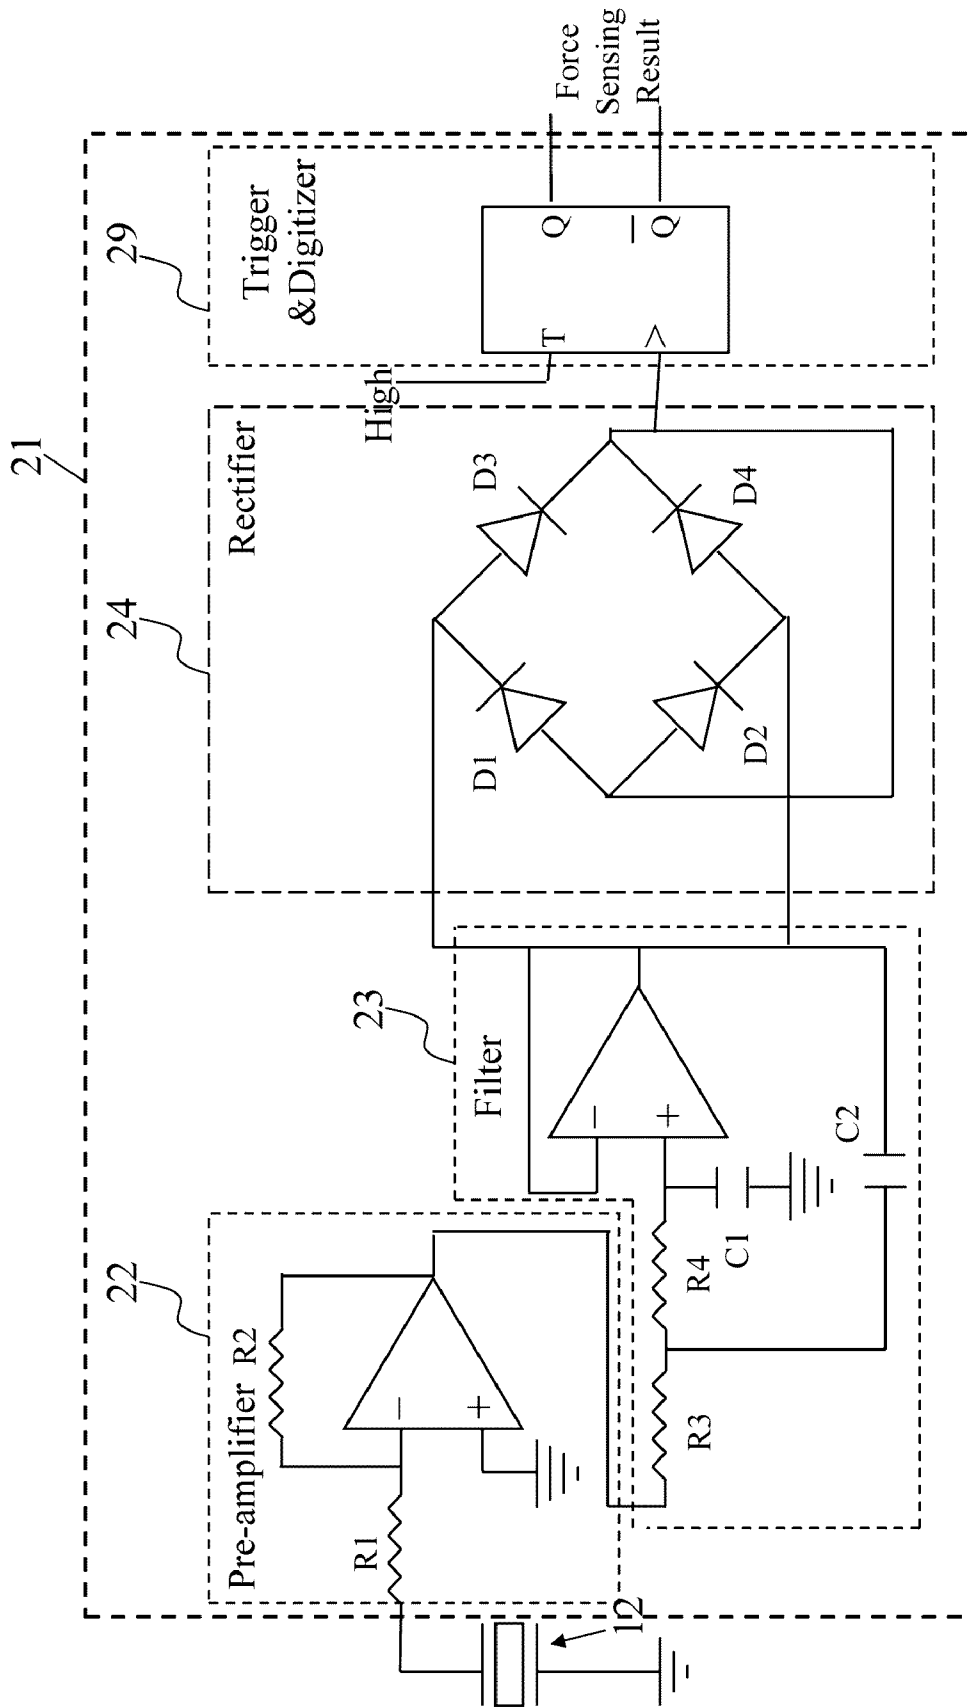 21
22
23
24
29
12
Pre-amplifier
R1
R2
−
+
Filter
R3
R4
C1
C2
−
+
Rectifier
D1
D2
D3
D4
High
Trigger
&Digitizer
T
>
Q
Q̅
Force
Sensing
Result